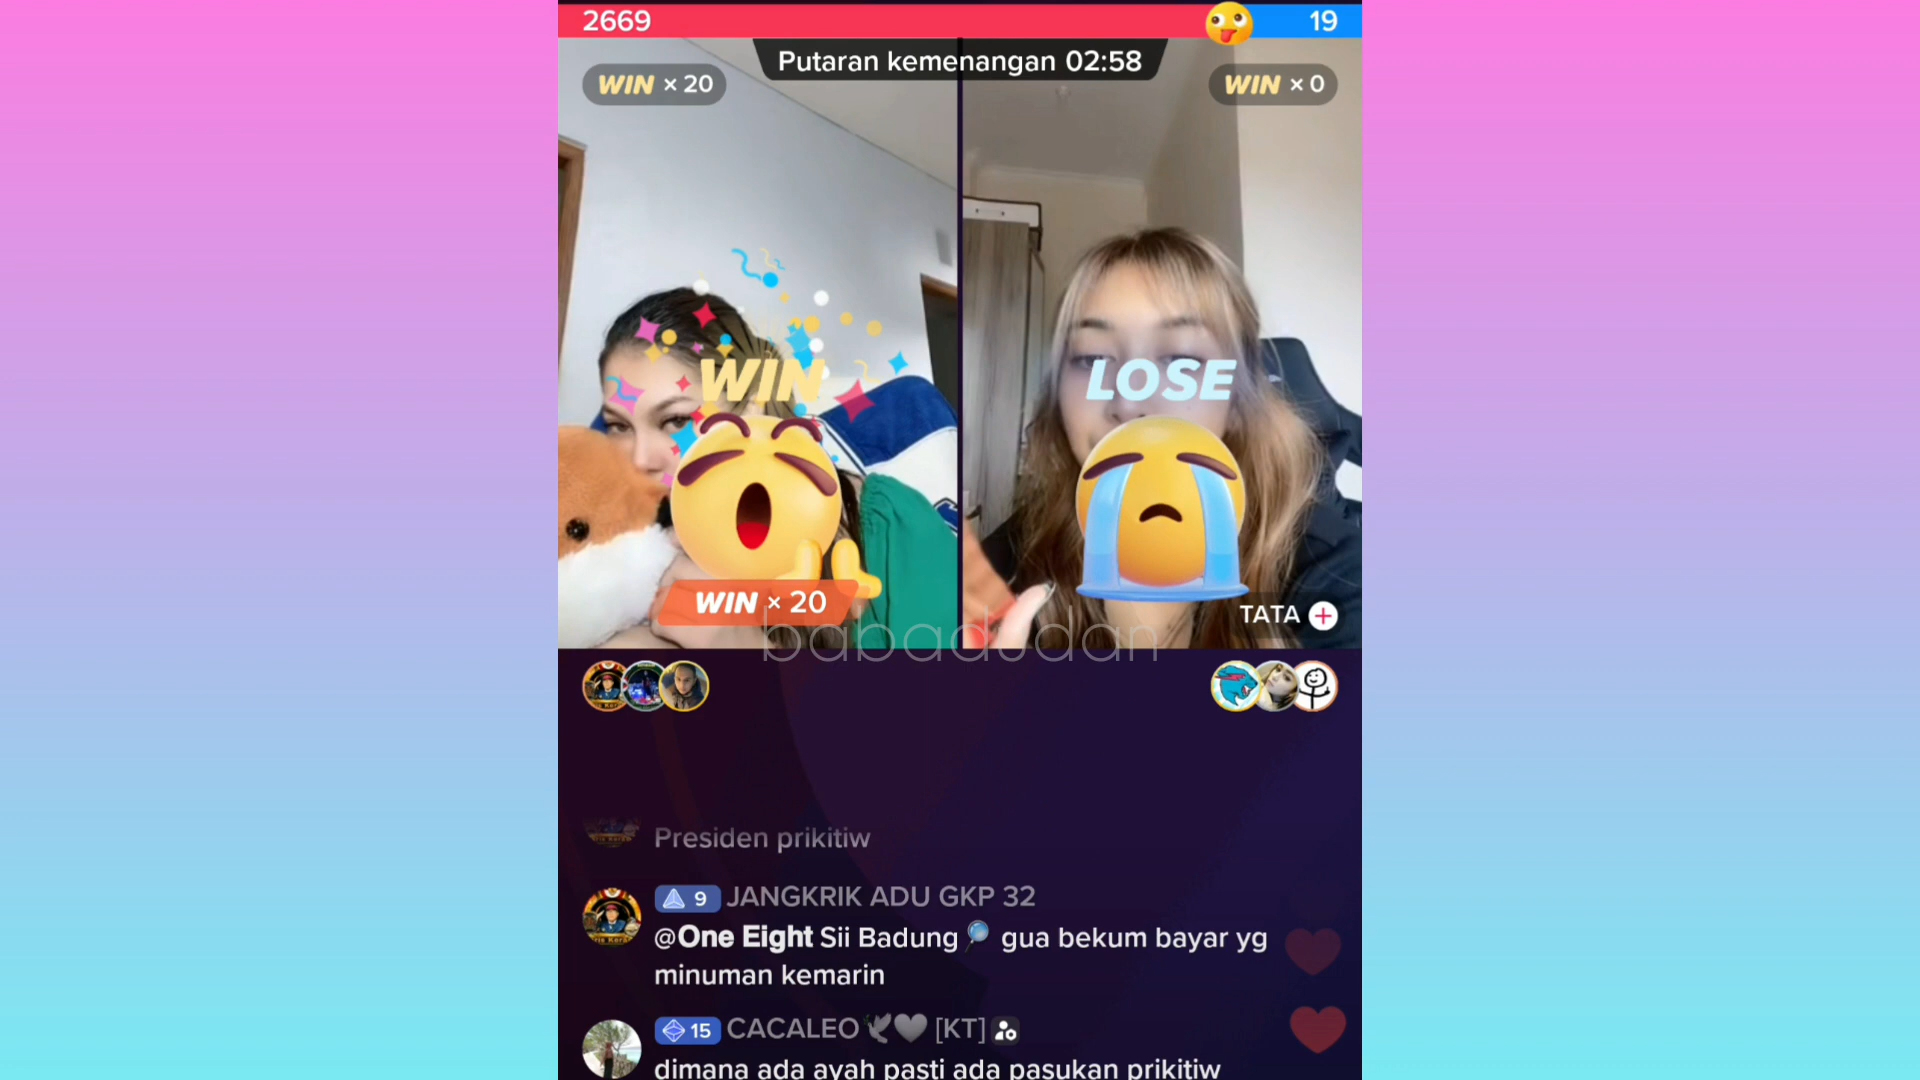 2669
19
Putaran kemenangan 02:58
WIN × 20
WIN × 0
WIN
LOSE
WIN × 20
TATA
babadudan
Presiden prikitiw
9 JANGKRIK ADU GKP 32
@One Eight Sii Badung🔎 gua bekum bayar yg
minuman kemarin
15 CACALEO🕊🤍 [KT]
dimana ada ayah pasti ada pasukan prikitiw